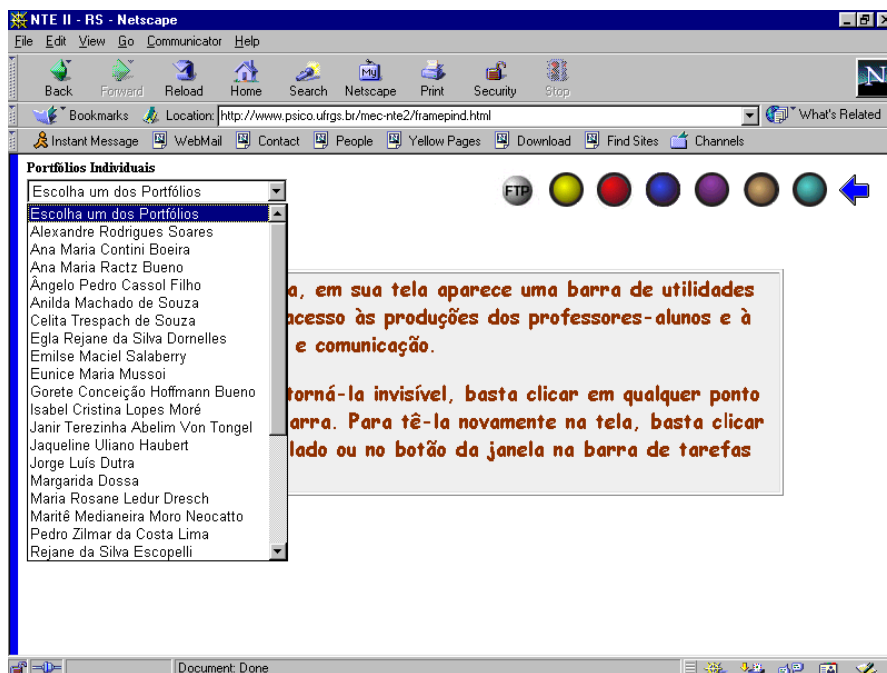 NTE II - RS - Netscape
File Edit View Go Communicator Help
Back Forward Reload Home Search Netscape Print Security Stop
My
N
Bookmarks Location: http://www.psico.ufrgs.br/mec-nte2/framepind.html What's Related
Instant Message WebMail Contact People Yellow Pages Download Find Sites Channels
Portfólios Individuais
Escolha um dos Portfólios
FTP
Escolha um dos Portfólios
Alexandre Rodrigues Soares
Ana Maria Contini Boeira
Ana Maria Ractz Bueno
Ângelo Pedro Cassol Filho
Anilda Machado de Souza
Celita Trespach de Souza
Egla Rejane da Silva Dornelles
Emilse Maciel Salaberry
Eunice Maria Mussoi
Gorete Conceição Hoffmann Bueno
Isabel Cristina Lopes Moré
Janir Terezinha Abelim Von Tongel
Jaqueline Uliano Haubert
Jorge Luís Dutra
Margarida Dossa
Maria Rosane Ledur Dresch
Maritê Medianeira Moro Neocatto
Pedro Zilmar da Costa Lima
Rejane da Silva Escopelli
a, em sua tela aparece uma barra de utilidades
acesso às produções dos professores-alunos e à
e comunicação.
torná-la invisível, basta clicar em qualquer ponto
arra. Para tê-la novamente na tela, basta clicar
lado ou no botão da janela na barra de tarefas
Document: Done